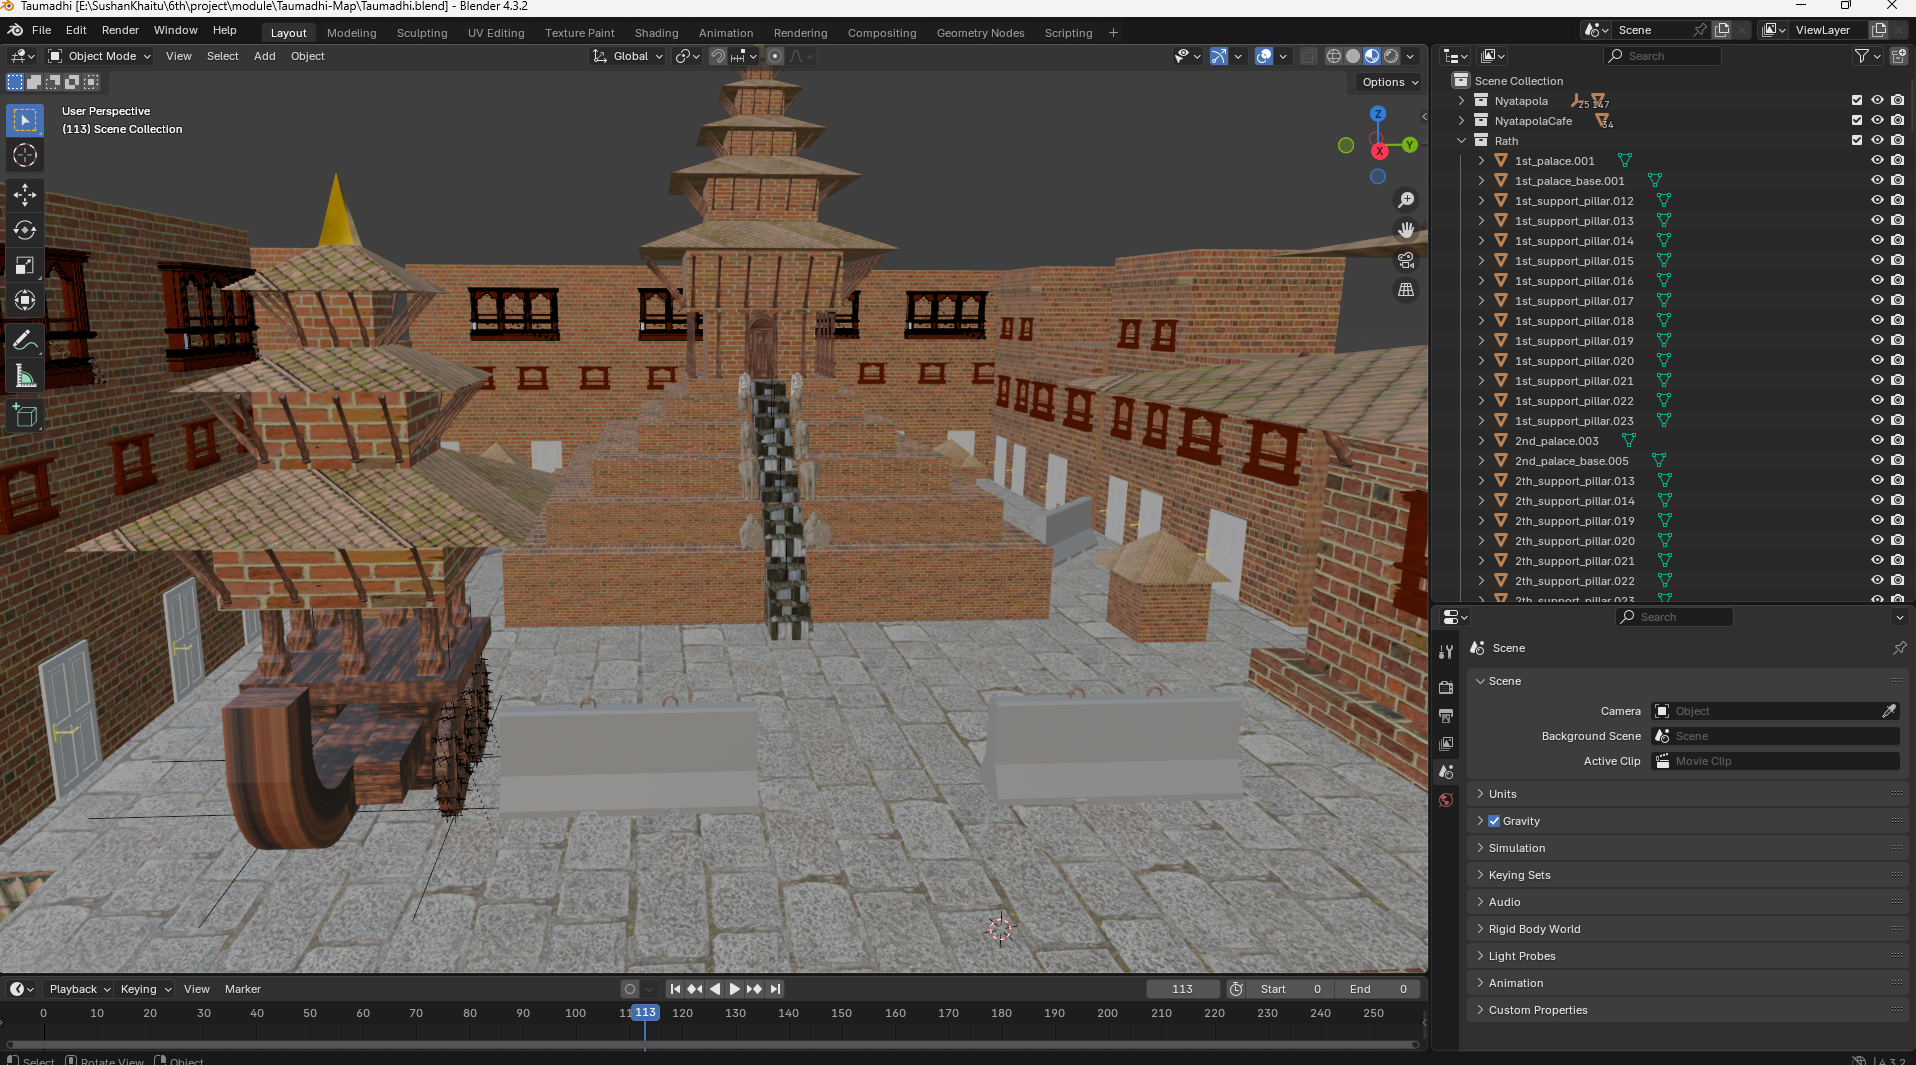 Taumadhi [E:\SushanKhaitu\6th\project\module\Taumadhi-Map\Taumadhi.blend] - Blender 4.3.2
File Edit Render Window Help Layout Modeling Sculpting UV Editing Texture Paint Shading Animation Rendering Compositing Geometry Nodes Scripting + Scene ViewLayer
Object Mode View Select Add Object Global Search
Options
User Perspective
(113) Scene Collection
Z
Y
X
Scene Collection
Nyatapola 25 147
NyatapolaCafe 34
Rath
1st_palace.001
1st_palace_base.001
1st_support_pillar.012
1st_support_pillar.013
1st_support_pillar.014
1st_support_pillar.015
1st_support_pillar.016
1st_support_pillar.017
1st_support_pillar.018
1st_support_pillar.019
1st_support_pillar.020
1st_support_pillar.021
1st_support_pillar.022
1st_support_pillar.023
2nd_palace.003
2nd_palace_base.005
2th_support_pillar.013
2th_support_pillar.014
2th_support_pillar.019
2th_support_pillar.020
2th_support_pillar.021
2th_support_pillar.022
2th_support_pillar.023
Search
Scene
Scene
Camera Object
Background Scene Scene
Active Clip Movie Clip
Units
Gravity
Simulation
Keying Sets
Audio
Rigid Body World
Light Probes
Animation
Custom Properties
Playback Keying View Marker 113 Start 0 End 0
0 10 20 30 40 50 60 70 80 90 100 11 113 120 130 140 150 160 170 180 190 200 210 220 230 240 250
Select Rotate View Object 4.3.2